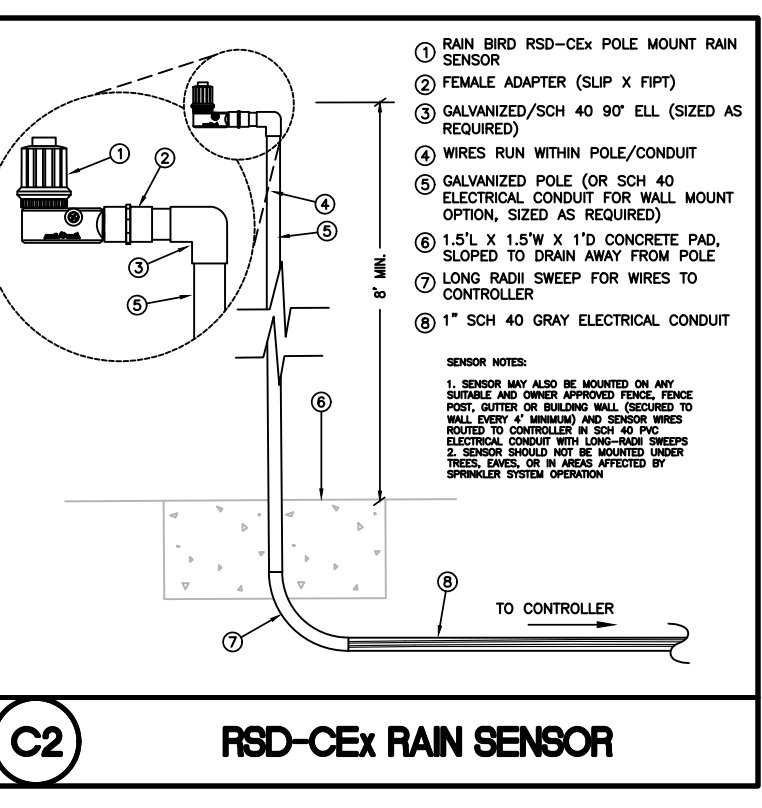 ① RAIN BIRD RSD-CEx POLE MOUNT RAIN
SENSOR
② FEMALE ADAPTER (SLIP X FIPT)
③ GALVANIZED/SCH 40 90° ELL (SIZED AS
REQUIRED)
④ WIRES RUN WITHIN POLE/CONDUIT
⑤ GALVANIZED POLE (OR SCH 40
ELECTRICAL CONDUIT FOR WALL MOUNT
OPTION, SIZED AS REQUIRED)
⑥ 1.5'L X 1.5'W X 1'D CONCRETE PAD,
SLOPED TO DRAIN AWAY FROM POLE
⑦ LONG RADII SWEEP FOR WIRES TO
CONTROLLER
⑧ 1" SCH 40 GRAY ELECTRICAL CONDUIT
SENSOR NOTES:
1. SENSOR MAY ALSO BE MOUNTED ON ANY
SUITABLE AND OWNER APPROVED FENCE, FENCE
POST, GUTTER OR BUILDING WALL (SECURED TO
WALL EVERY 4' MINIMUM) AND SENSOR WIRES
ROUTED TO CONTROLLER IN SCH 40 PVC
ELECTRICAL CONDUIT WITH LONG-RADII SWEEPS
2. SENSOR SHOULD NOT BE MOUNTED UNDER
TREES, EAVES, OR IN AREAS AFFECTED BY
SPRINKLER SYSTEM OPERATION
①
②
③
⑤
④
⑤
8' MIN.
⑥
⑦
⑧
TO CONTROLLER
C2
RSD-CEx RAIN SENSOR